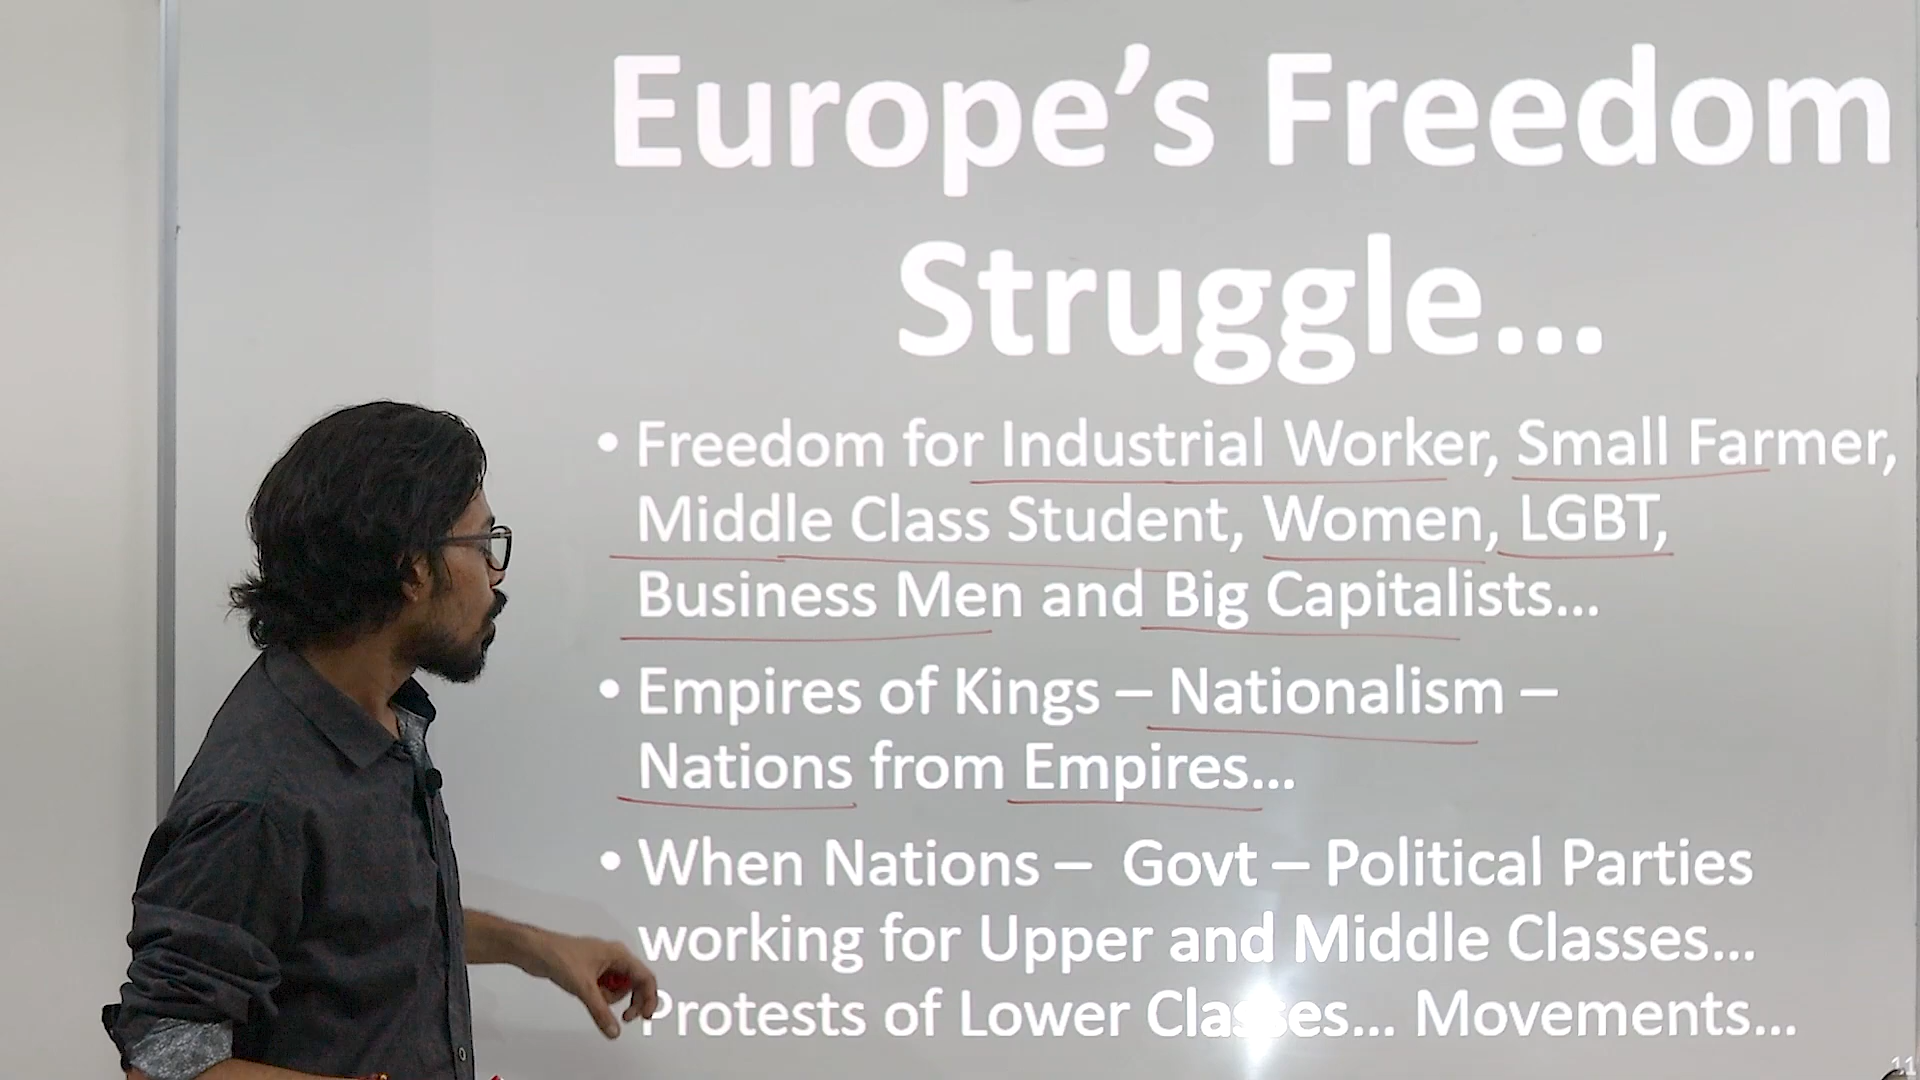 Europe’s Freedom
Struggle...
• Freedom for Industrial Worker, Small Farmer,
Middle Class Student, Women, LGBT,
Business Men and Big Capitalists...
• Empires of Kings – Nationalism –
Nations from Empires...
• When Nations – Govt – Political Parties
working for Upper and Middle Classes...
Protests of Lower Classes... Movements...
11